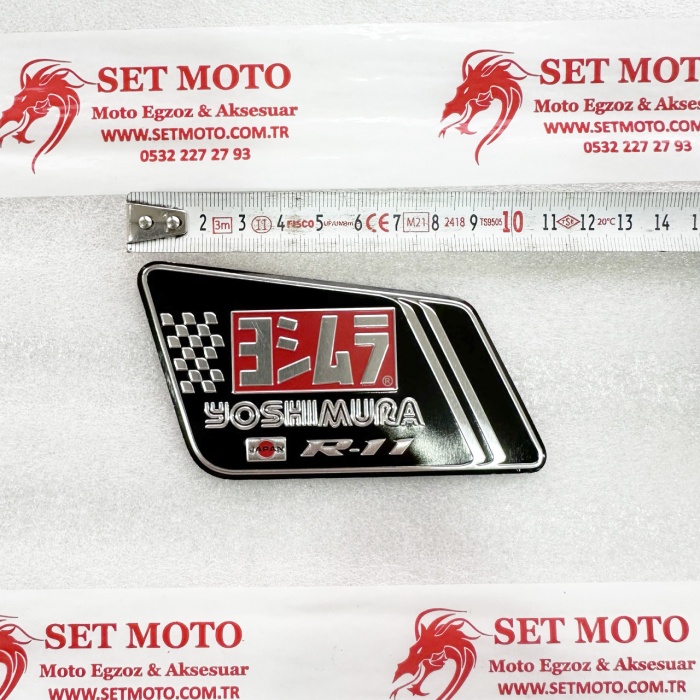 SET MOTO
Moto Egzoz & Aksesuar
WWW.SETMOTO.COM.TR
0532 227 27 93
SET MOTO
Moto Egzoz & Aksesuar
WWW.SETMOTO.COM.TR
0532 227 27 93
2 3m 3 II 4 FISCO 5 6 CE 7 M21 8 2418 9 TS9505 10 11 TSE 12 20°C 13 14
ヨシムラ ®
YOSHIMURA
JAPAN R-11
SET MOTO
Moto Egzoz & Aksesuar
WWW.SETMOTO.COM.TR
SET MOTO
Moto Egzoz & Aksesuar
WWW.SETMOTO.COM.TR